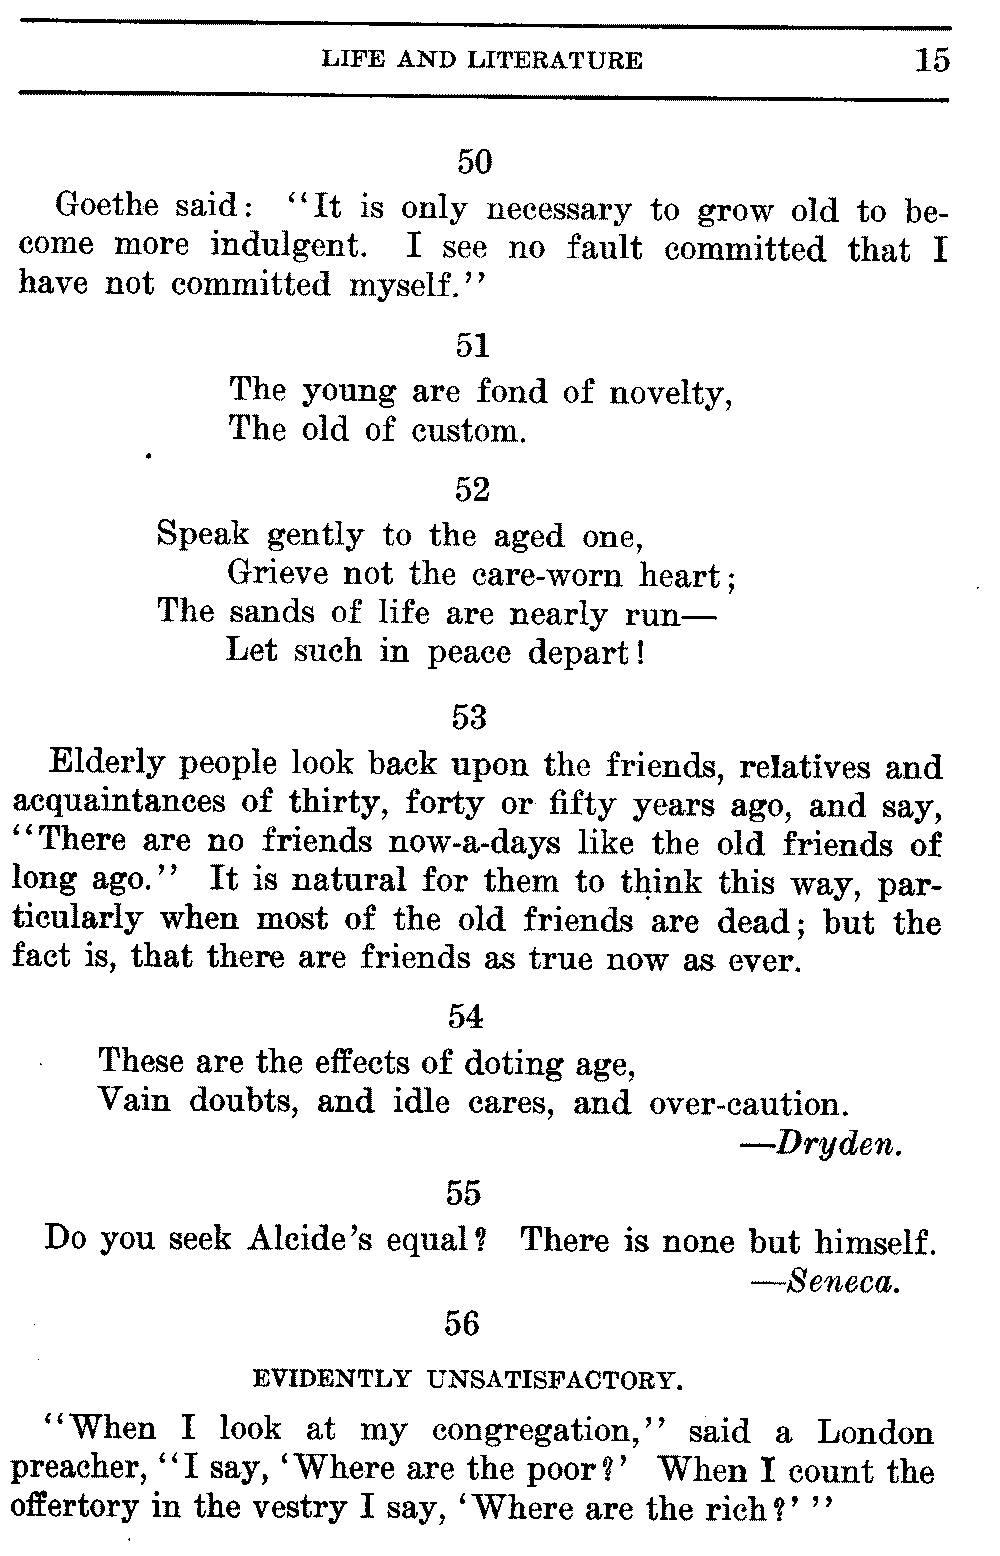 LIFE AND LITERATURE 15
50
Goethe said: "It is only necessary to grow old to be-
come more indulgent. I see no fault committed that I
have not committed myself."
51
The young are fond of novelty,
The old of custom.
52
Speak gently to the aged one,
Grieve not the care-worn heart;
The sands of life are nearly run—
Let such in peace depart!
53
Elderly people look back upon the friends, relatives and
acquaintances of thirty, forty or fifty years ago, and say,
"There are no friends now-a-days like the old friends of
long ago." It is natural for them to think this way, par-
ticularly when most of the old friends are dead; but the
fact is, that there are friends as true now as ever.
54
These are the effects of doting age,
Vain doubts, and idle cares, and over-caution.
—Dryden.
55
Do you seek Alcide's equal? There is none but himself.
—Seneca.
56
EVIDENTLY UNSATISFACTORY.
"When I look at my congregation," said a London
preacher, "I say, 'Where are the poor?' When I count the
offertory in the vestry I say, 'Where are the rich?' "